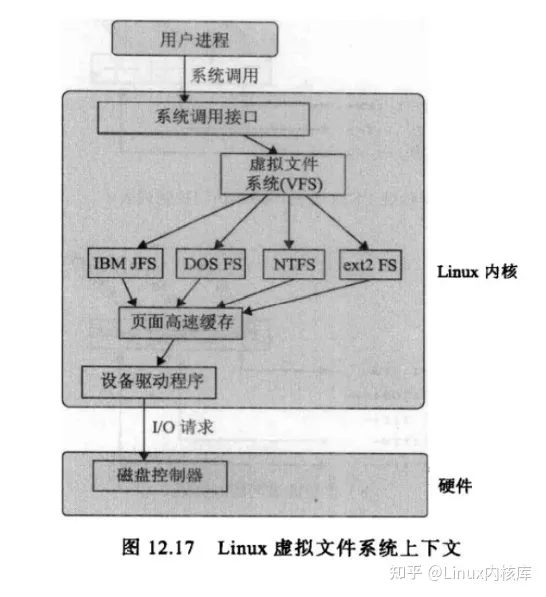 用户进程
系统调用
系统调用接口
虚拟文件
系统(VFS)
IBM JFS
DOS FS
NTFS
ext2 FS
Linux 内核
页面高速缓存
设备驱动程序
I/O 请求
磁盘控制器
硬件
图 12.17 Linux 虚拟文件系统上下文
知乎 @Linux内核库